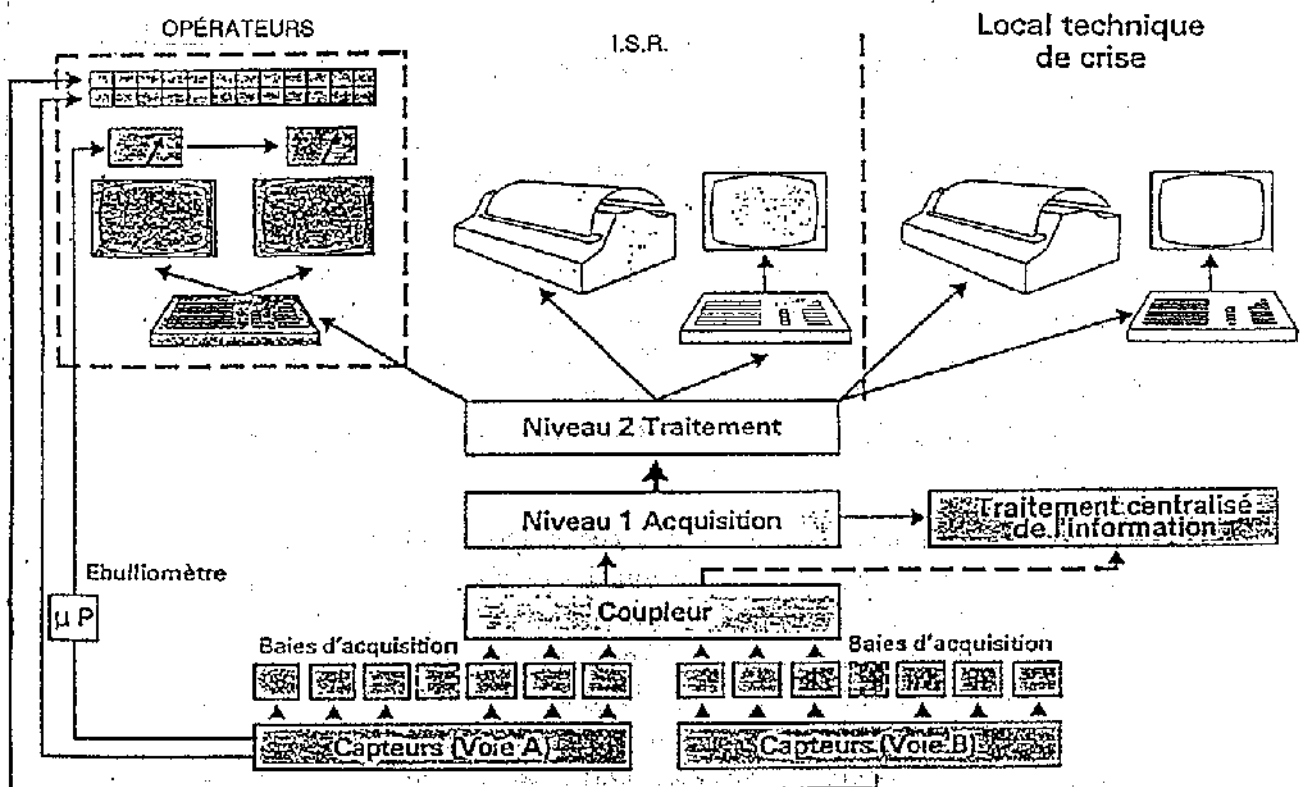 OPÉRATEURS
I.S.R.
Local technique
de crise
Niveau 2 Traitement
Niveau 1 Acquisition
Traitement centralisé
de l'information
Ebulliomètre
μP
Coupleur
Baies d'acquisition
Baies d'acquisition
Capteurs (Voie A)
Capteurs (Voie B)